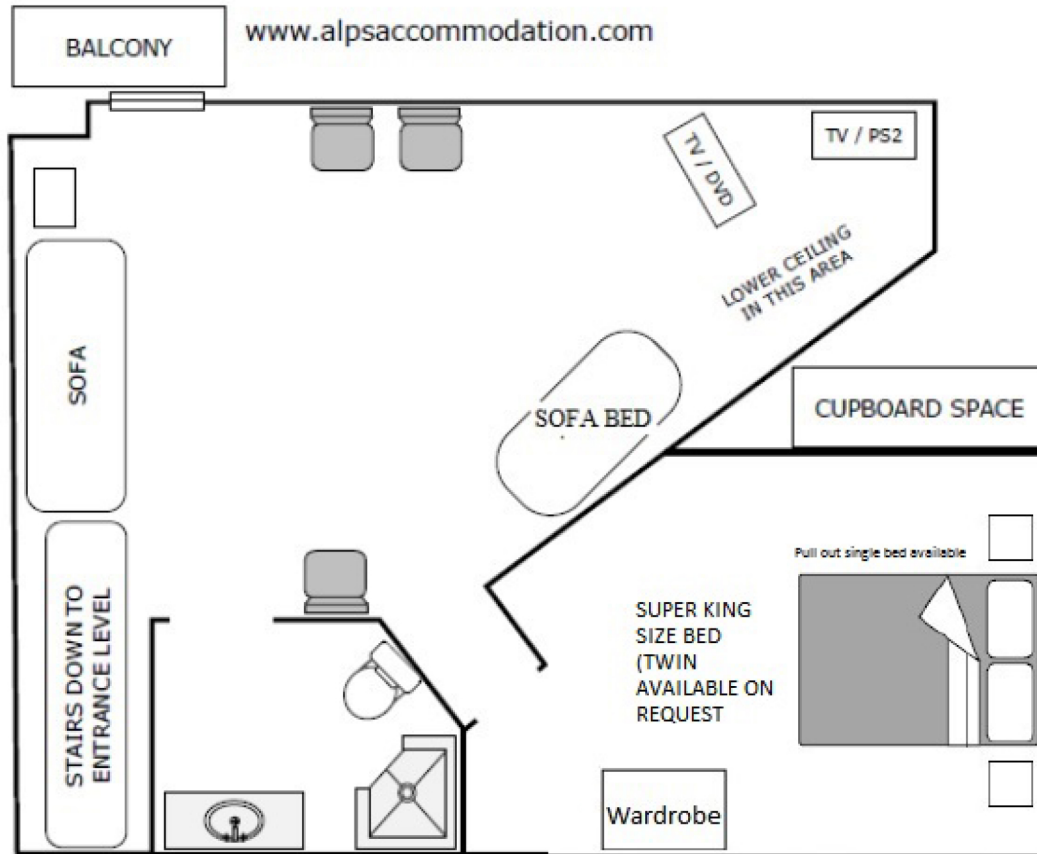 BALCONY
www.alpsaccommodation.com
TV / PS2
TV / DVD
LOWER CEILING
IN THIS AREA
SOFA
SOFA BED
CUPBOARD SPACE
STAIRS DOWN TO
ENTRANCE LEVEL
Pull out single bed available
SUPER KING
SIZE BED
(TWIN
AVAILABLE ON
REQUEST
Wardrobe